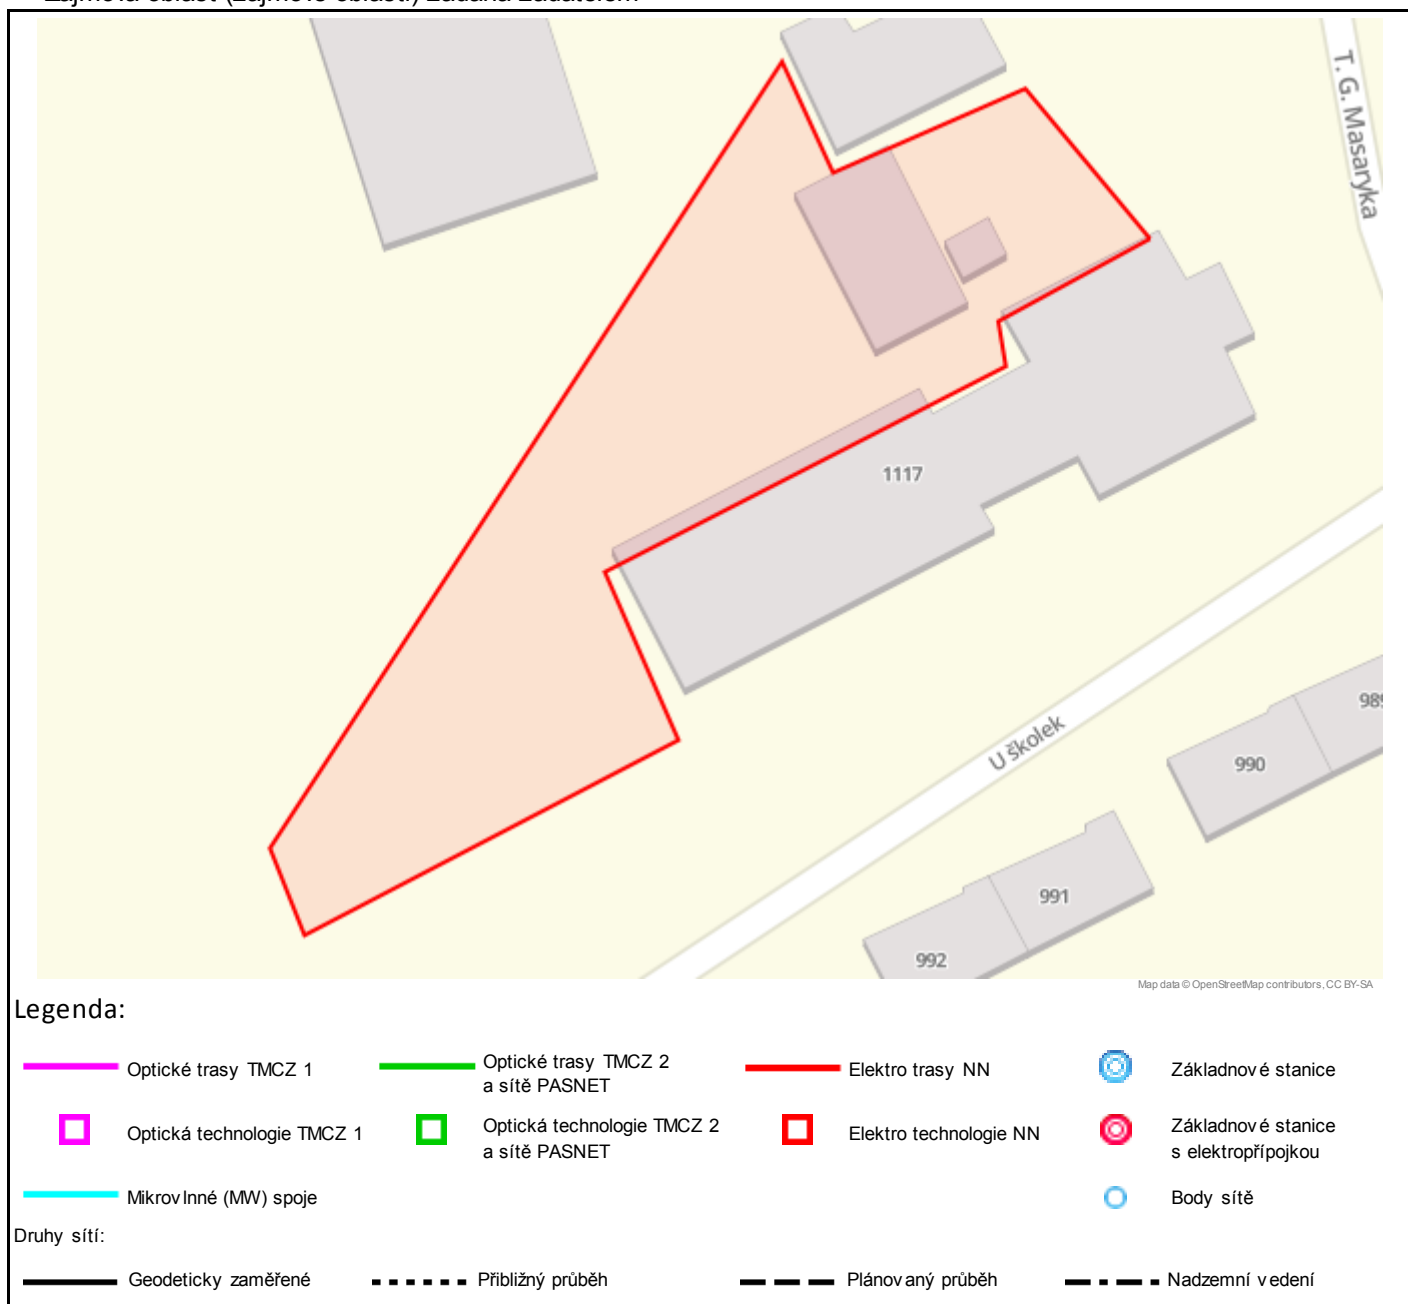 T. G. Masaryka
1117
U školek
989
990
991
992
Map data © OpenStreetMap contributors, CC BY-SA
Legenda:
Optické trasy TMCZ 1
Optické trasy TMCZ 2
a sítě PASNET
Elektro trasy NN
Základnové stanice
Optická technologie TMCZ 1
Optická technologie TMCZ 2
a sítě PASNET
Elektro technologie NN
Základnové stanice
s elektropřípojkou
Mikrovlnné (MW) spoje
Body sítě
Druhy sítí:
Geodeticky zaměřené
Přibližný průběh
Plánovaný průběh
Nadzemní vedení